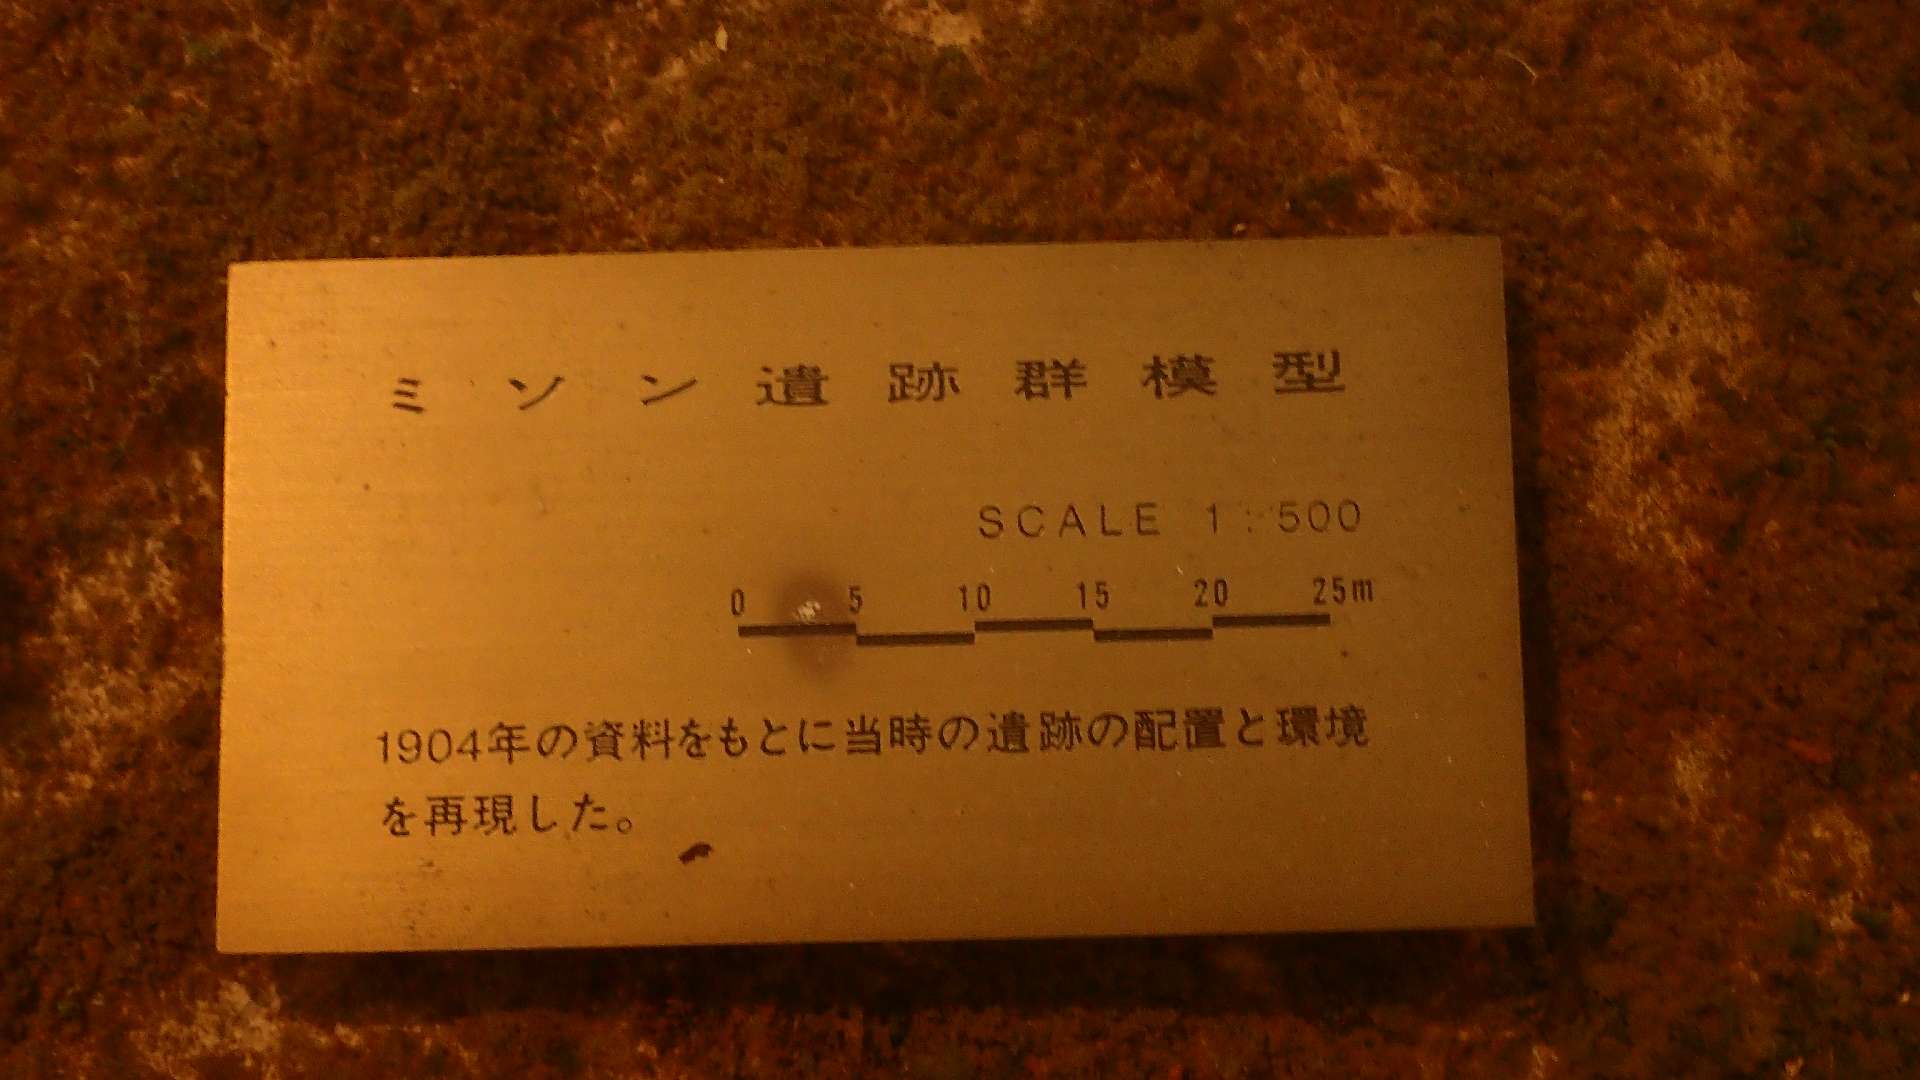 ミソン遺跡群模型
SCALE 1:500
0 5 10 15 20 25m
1904年の資料をもとに当時の遺跡の配置と環境
を再現した。